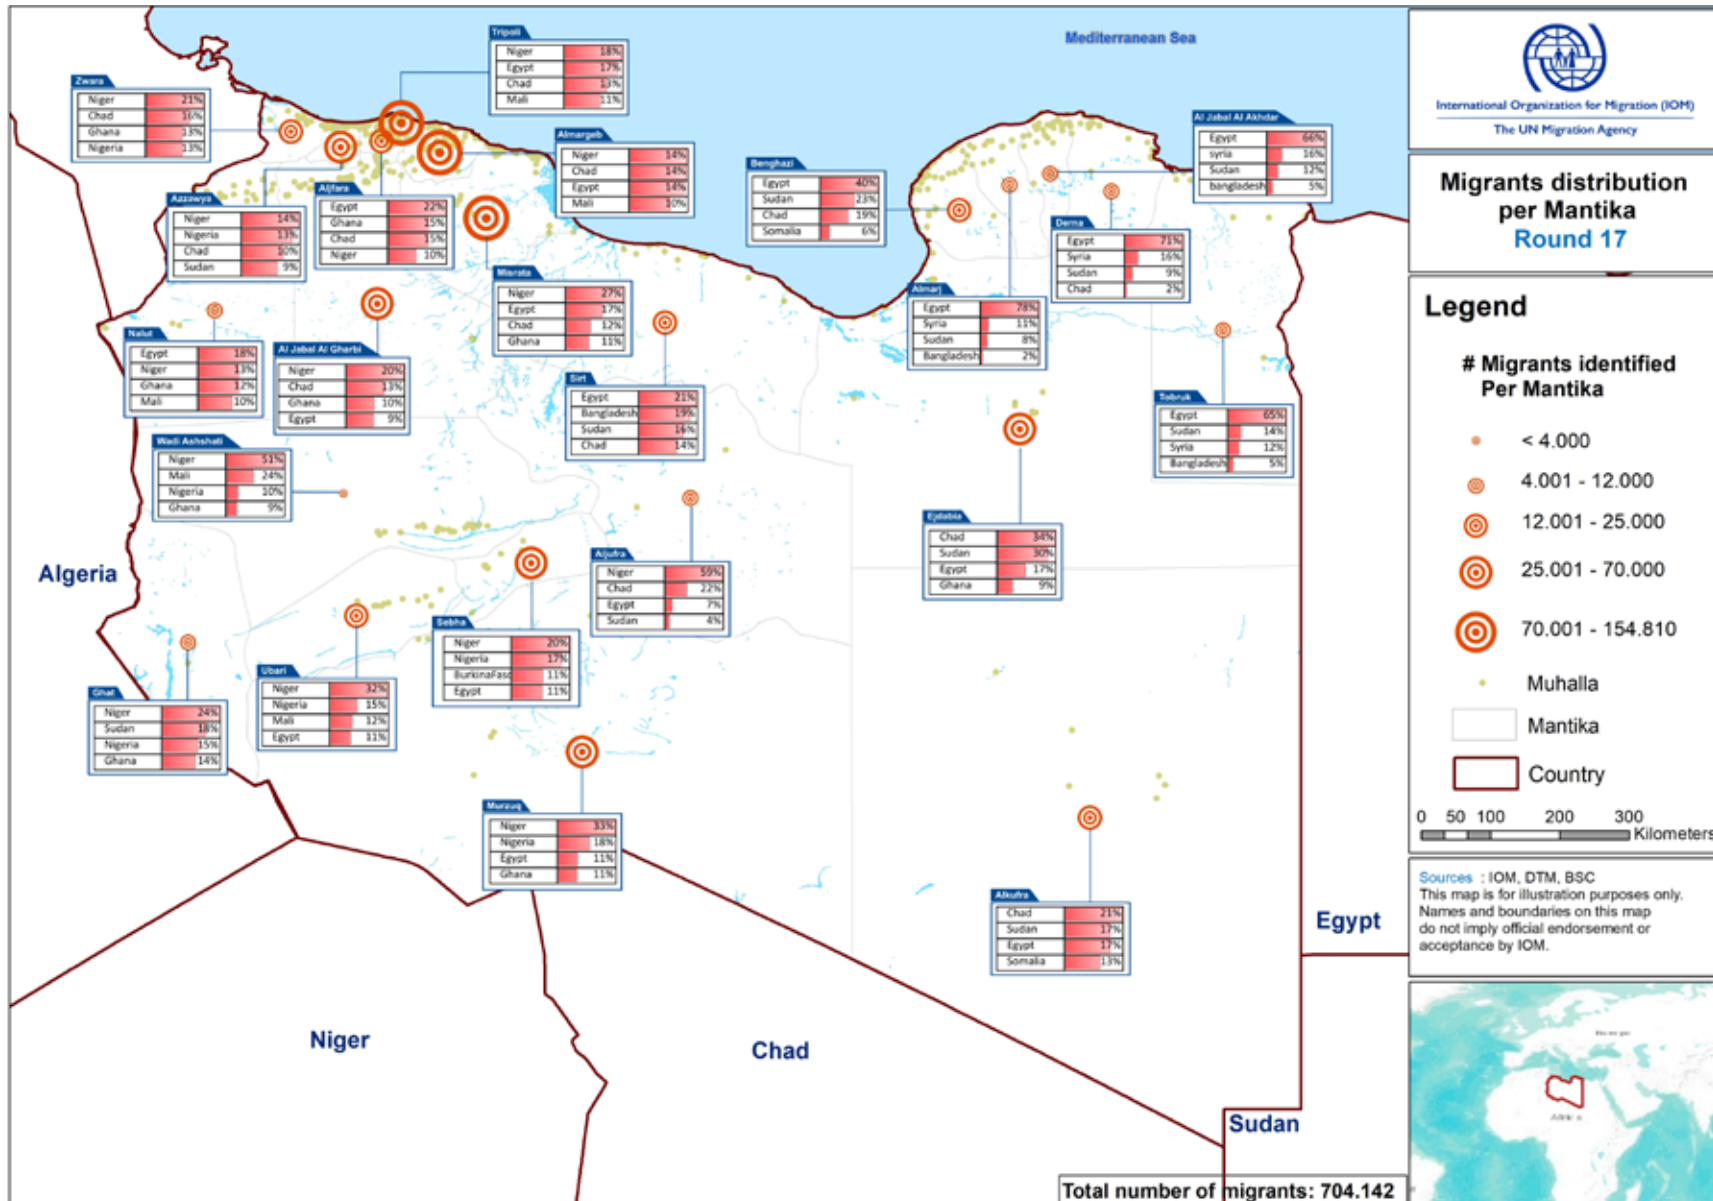 Mediterranean Sea
Tripoli
Niger 18%
Egypt 17%
Chad 13%
Mali 11%
Zwara
Niger 21%
Chad 16%
Ghana 13%
Nigeria 13%
Almargeb
Niger 14%
Chad 14%
Egypt 14%
Mali 10%
Azzawya
Niger 14%
Nigeria 13%
Chad 10%
Sudan 9%
Aljfara
Egypt 22%
Ghana 15%
Chad 15%
Niger 10%
Benghazi
Egypt 40%
Sudan 23%
Chad 19%
Somalia 6%
Al Jabal Al Akhdar
Egypt 66%
syria 16%
Sudan 12%
bangladesh 5%
Derna
Egypt 71%
Syria 16%
Sudan 9%
Chad 2%
Misrata
Niger 27%
Egypt 17%
Chad 12%
Ghana 11%
Almarj
Egypt 78%
Syria 11%
Sudan 8%
Bangladesh 2%
Nalut
Egypt 18%
Niger 13%
Ghana 12%
Mali 10%
Al Jabal Al Gharbi
Niger 20%
Chad 13%
Ghana 10%
Egypt 9%
Sirt
Egypt 21%
Bangladesh 19%
Sudan 16%
Chad 14%
Tobruk
Egypt 65%
Sudan 14%
Syria 12%
Bangladesh 5%
Wadi Ashshati
Niger 51%
Mali 24%
Nigeria 10%
Ghana 9%
Ejdabia
Chad 34%
Sudan 30%
Egypt 17%
Ghana 9%
Aljufra
Niger 59%
Chad 22%
Egypt 7%
Sudan 4%
Algeria
Sebha
Niger 20%
Nigeria 17%
BurkinaFaso 11%
Egypt 11%
Ubari
Niger 32%
Nigeria 15%
Mali 12%
Egypt 11%
Ghat
Niger 24%
Sudan 18%
Nigeria 15%
Ghana 14%
Murzuq
Niger 33%
Nigeria 18%
Egypt 11%
Ghana 11%
Alkufra
Chad 21%
Sudan 17%
Egypt 17%
Somalia 13%
Egypt
Niger
Chad
Sudan
Total number of migrants: 704.142
International Organization for Migration (IOM)
The UN Migration Agency
Migrants distribution
per Mantika
Round 17
Legend
# Migrants identified
Per Mantika
< 4.000
4.001 - 12.000
12.001 - 25.000
25.001 - 70.000
70.001 - 154.810
Muhalla
Mantika
Country
0 50 100 200 300
Kilometers
Sources : IOM, DTM, BSC
This map is for illustration purposes only.
Names and boundaries on this map
do not imply official endorsement or
acceptance by IOM.